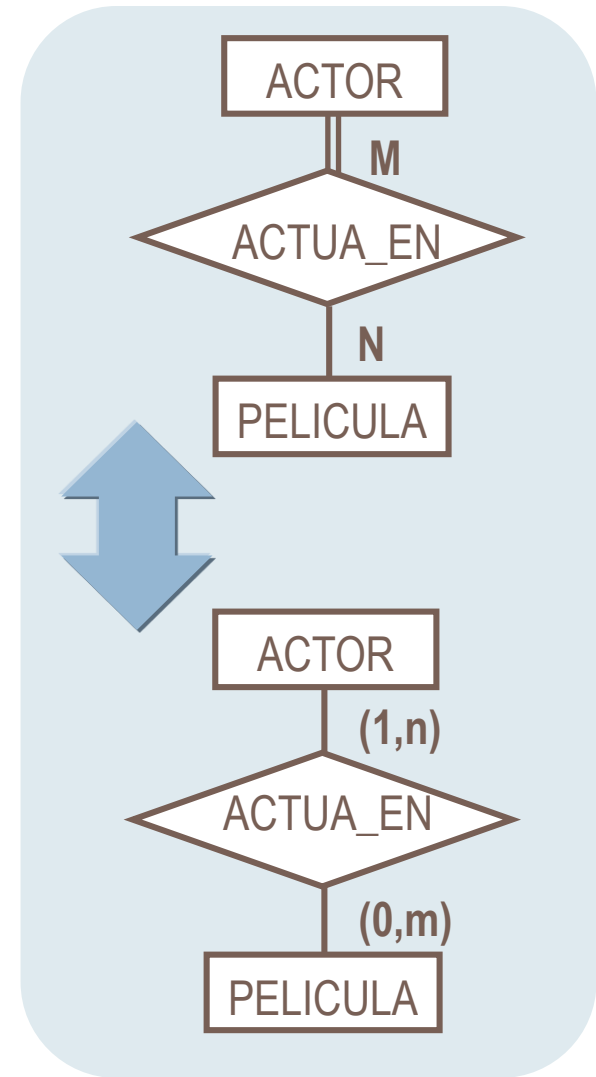 ACTOR
M
ACTUA_EN
N
PELICULA
ACTOR
(1,n)
ACTUA_EN
(0,m)
PELICULA